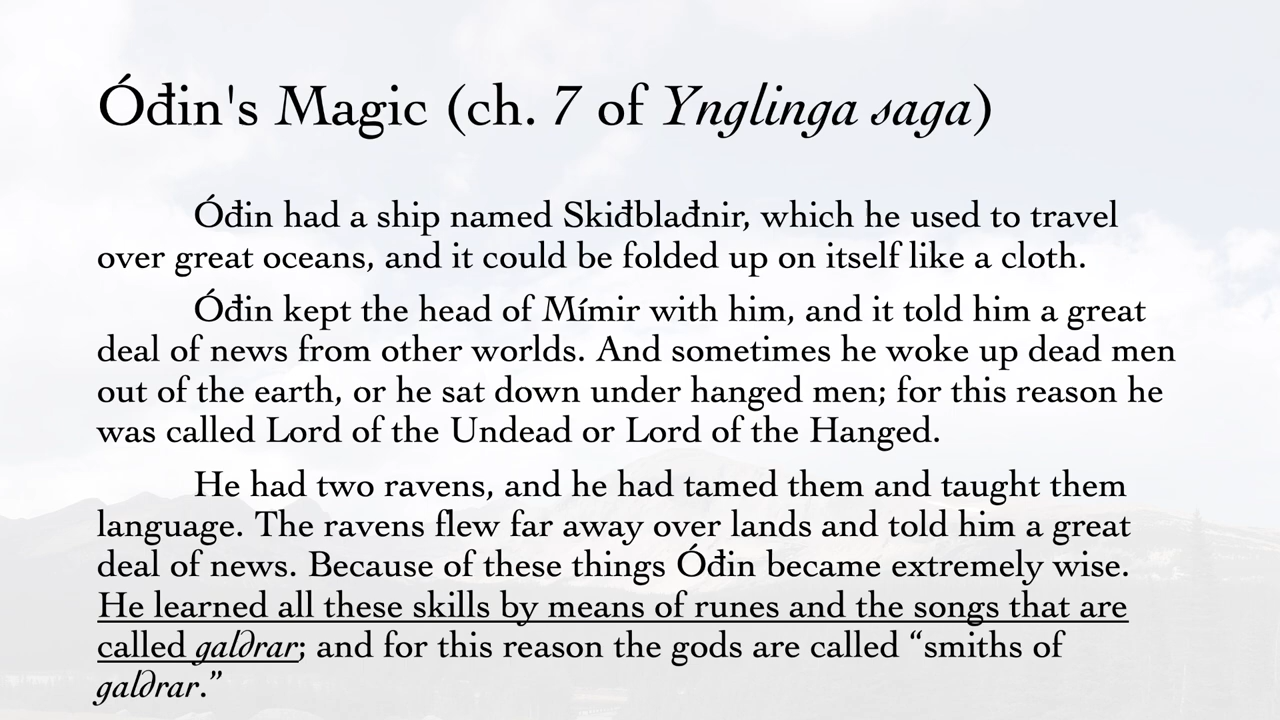 Óđin's Magic (ch. 7 of Ynglinga saga)
Óđin had a ship named Skiđblađnir, which he used to travel
over great oceans, and it could be folded up on itself like a cloth.
Óđin kept the head of Mímir with him, and it told him a great
deal of news from other worlds. And sometimes he woke up dead men
out of the earth, or he sat down under hanged men; for this reason he
was called Lord of the Undead or Lord of the Hanged.
He had two ravens, and he had tamed them and taught them
language. The ravens flew far away over lands and told him a great
deal of news. Because of these things Óđin became extremely wise.
He learned all these skills by means of runes and the songs that are
called galdrar; and for this reason the gods are called “smiths of
galdrar.”